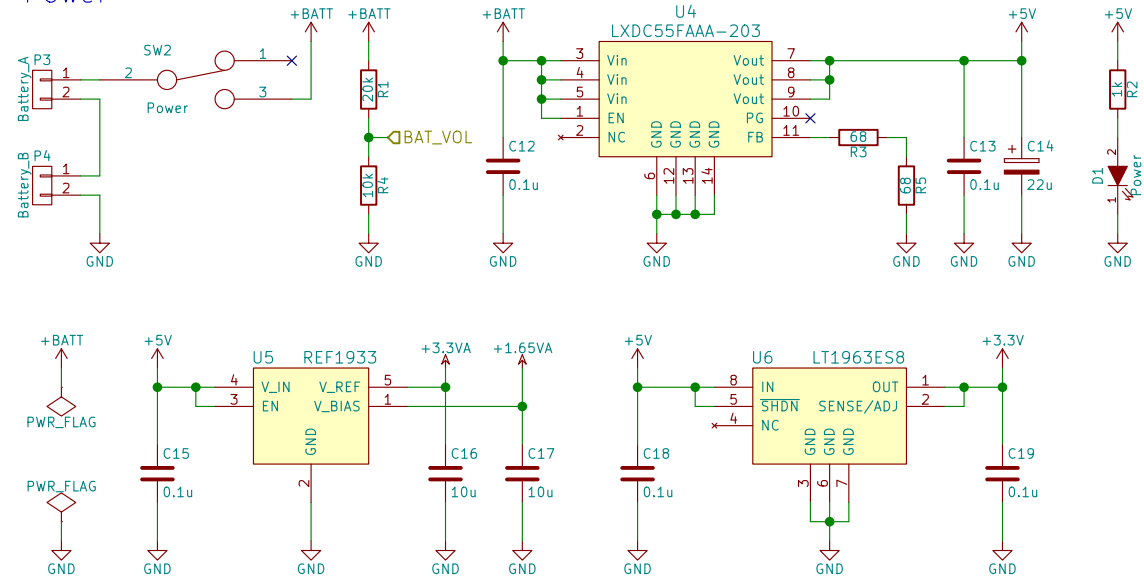 Power
+BATT
+BATT
+BATT
U4
LXDC55FAAA-203
+5V
+5V
P3
Battery_A
1
2
SW2
2
1
3
Power
20k
R1
BAT_VOL
10k
R4
P4
Battery_B
1
2
GND
GND
C12
0.1u
GND
3 Vin
4 Vin
5 Vin
1 EN
2 NC
Vout 7
Vout 8
Vout 9
PG 10
FB 11
GND GND GND GND
6 12 13 14
GND
68
R3
68
R5
GND
C13
0.1u
GND
C14
+
22u
GND
1k
R2
2
D1
Power
1
GND
+BATT
PWR_FLAG
PWR_FLAG
GND
+5V
C15
0.1u
GND
U5 REF1933
4 V_IN
3 EN
V_REF 5
V_BIAS 1
GND
2
GND
+3.3VA
+1.65VA
C16
10u
GND
C17
10u
GND
+5V
C18
0.1u
GND
U6 LT1963ES8
8 IN
5 SHDN
4 NC
OUT 1
SENSE/ADJ 2
GND GND GND
3 6 7
GND
+3.3V
C19
0.1u
GND